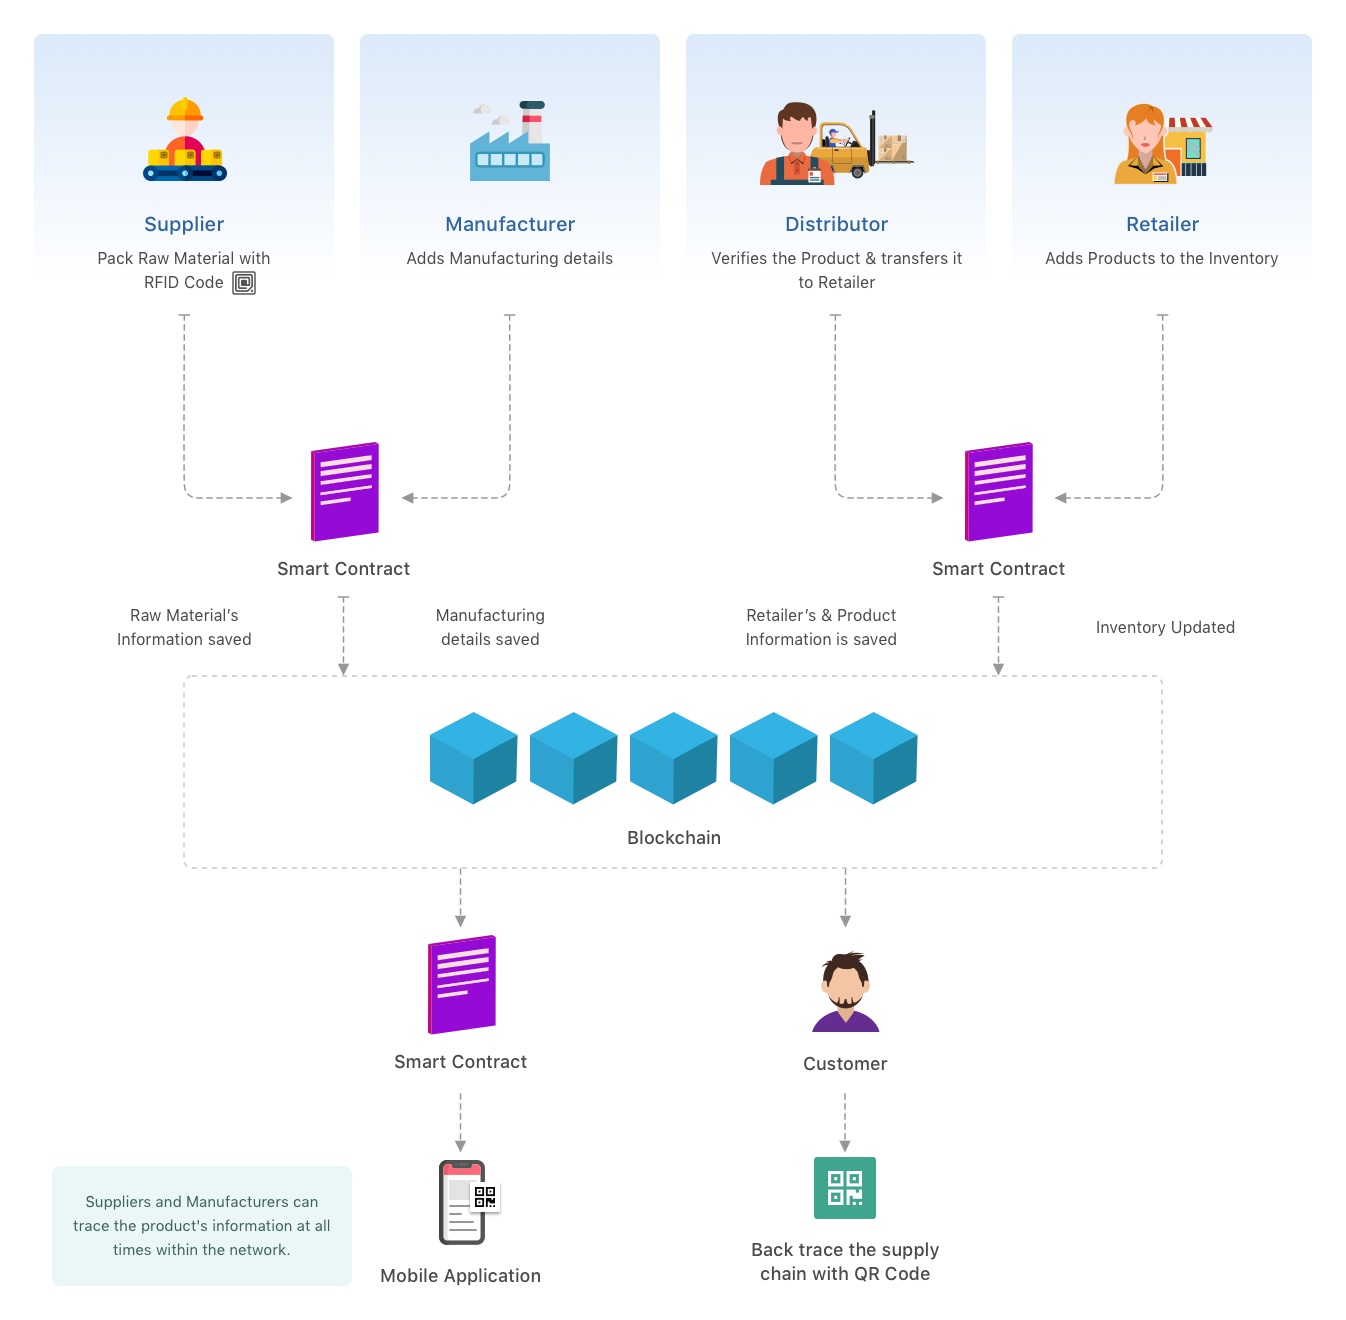 Supplier
Pack Raw Material with
RFID Code
Manufacturer
Adds Manufacturing details
Distributor
Verifies the Product & transfers it
to Retailer
Retailer
Adds Products to the Inventory
Smart Contract
Smart Contract
Raw Material’s
Information saved
Manufacturing
details saved
Retailer’s & Product
Information is saved
Inventory Updated
Blockchain
Smart Contract
Customer
Suppliers and Manufacturers can
trace the product's information at all
times within the network.
Mobile Application
Back trace the supply
chain with QR Code